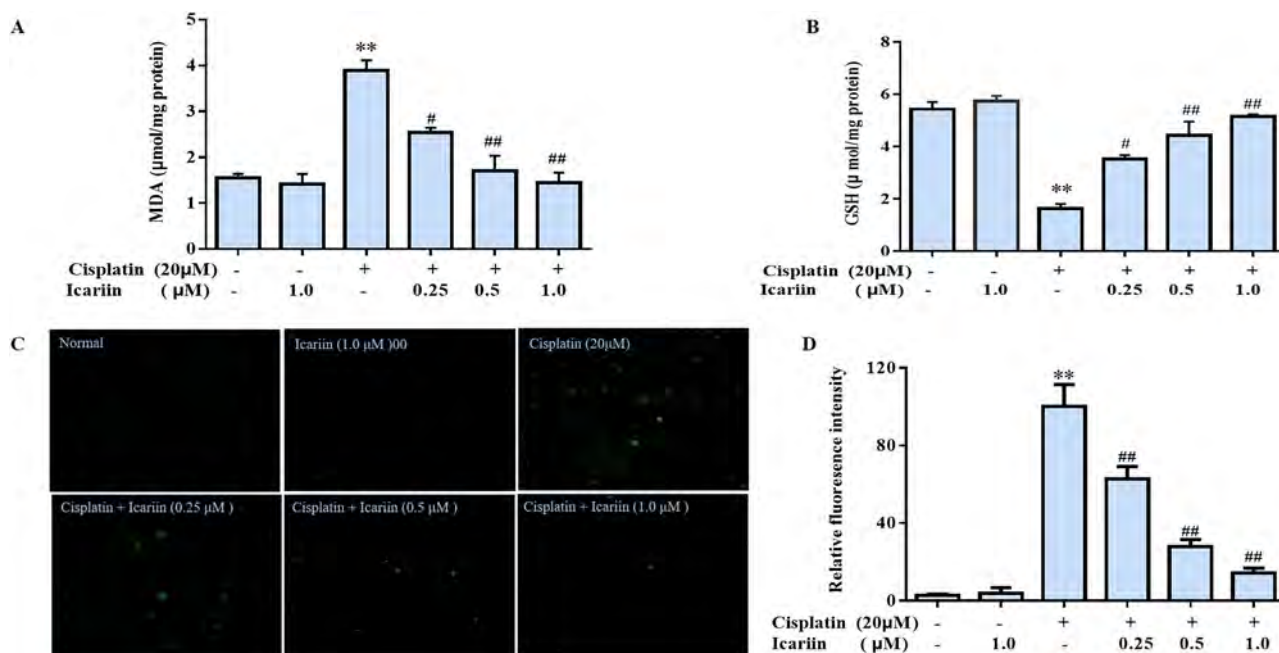 A
MDA (μmol/mg protein)
5
4
3
2
1
0
**
#
##
##
Cisplatin (20μM) - - + + + +
Icariin ( μM) - 1.0 - 0.25 0.5 1.0
B
GSH (μ mol/mg protein)
8
6
4
2
0
**
#
##
##
Cisplatin (20μM) - - + + + +
Icariin ( μM) - 1.0 - 0.25 0.5 1.0
C
Normal
Icariin (1.0 μM )00
Cisplatin (20μM)
Cisplatin + Icariin (0.25 μM )
Cisplatin + Icariin (0.5 μM )
Cisplatin + Icariin (1.0 μM )
D
Relative fluoresence intensity
120
80
40
0
**
##
##
##
Cisplatin (20μM) - - + + + +
Icariin ( μM) - 1.0 - 0.25 0.5 1.0